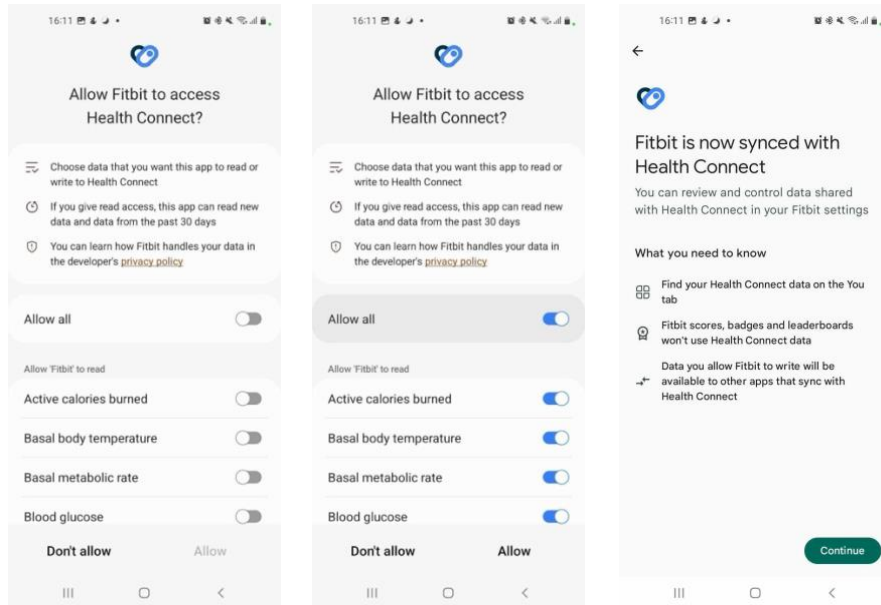 16:11
Allow Fitbit to access
Health Connect?
Choose data that you want this app to read or
write to Health Connect
If you give read access, this app can read new
data and data from the past 30 days
You can learn how Fitbit handles your data in
the developer's privacy policy
Allow all
Allow 'Fitbit' to read
Active calories burned
Basal body temperature
Basal metabolic rate
Blood glucose
Don't allow
Allow
16:11
Allow Fitbit to access
Health Connect?
Choose data that you want this app to read or
write to Health Connect
If you give read access, this app can read new
data and data from the past 30 days
You can learn how Fitbit handles your data in
the developer's privacy policy
Allow all
Allow 'Fitbit' to read
Active calories burned
Basal body temperature
Basal metabolic rate
Blood glucose
Don't allow
Allow
16:11
Fitbit is now synced with
Health Connect
You can review and control data shared
with Health Connect in your Fitbit settings
What you need to know
Find your Health Connect data on the You
tab
Fitbit scores, badges and leaderboards
won't use Health Connect data
Data you allow Fitbit to write will be
available to other apps that sync with
Health Connect
Continue